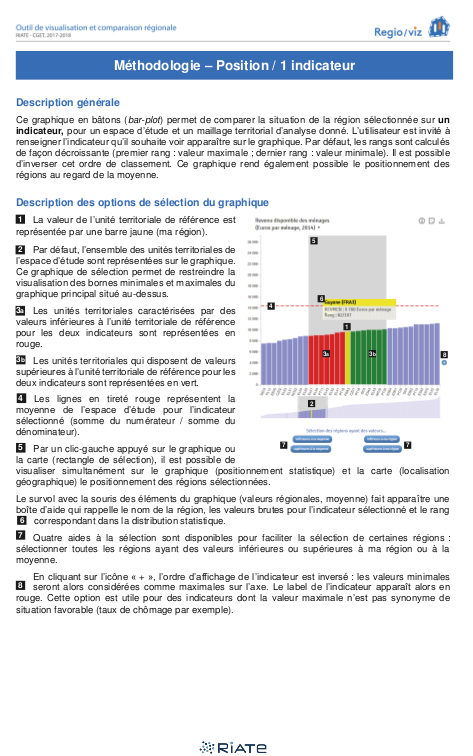 Outil de visualisation et comparaison régionale
RIATE - CGET, 2017-2018
Regio/viz
Méthodologie – Position / 1 indicateur
Description générale
Ce graphique en bâtons (bar-plot) permet de comparer la situation de la région sélectionnée sur un
indicateur, pour un espace d'étude et un maillage territorial d'analyse donné. L'utilisateur est invité à
renseigner l'indicateur qu'il souhaite voir apparaître sur le graphique. Par défaut, les rangs sont calculés
de façon décroissante (premier rang : valeur maximale ; dernier rang : valeur minimale). Il est possible
d'inverser cet ordre de classement. Ce graphique rend également possible le positionnement des
régions au regard de la moyenne.
Description des options de sélection du graphique
1 La valeur de l'unité territoriale de référence est
représentée par une barre jaune (ma région).
2 Par défaut, l'ensemble des unités territoriales de
l'espace d'étude sont représentées sur le graphique.
Ce graphique de sélection permet de restreindre la
visualisation des bornes minimales et maximales du
graphique principal situé au-dessus.
3a Les unités territoriales caractérisées par des
valeurs inférieures à l'unité territoriale de référence
pour les deux indicateurs sont représentées en
rouge.
3b Les unités territoriales qui disposent de valeurs
supérieures à l'unité territoriale de référence pour les
deux indicateurs sont représentées en vert.
4 Les lignes en tireté rouge représentent la
moyenne de l'espace d'étude pour l'indicateur
sélectionné (somme du numérateur / somme du
dénominateur).
5 Par un clic-gauche appuyé sur le graphique ou
la carte (rectangle de sélection), il est possible de
visualiser simultanément sur le graphique (positionnement statistique) et la carte (localisation
géographique) le positionnement des régions sélectionnées.
Revenu disponible des ménages
(Euros par ménage, 2014)
5
4
6
Guyane (FRA3)
1
3a
3b
8
2
Sélection des régions ayant des valeurs...
7
7
Le survol avec la souris des éléments du graphique (valeurs régionales, moyenne) fait apparaître une
boîte d'aide qui rappelle le nom de la région, les valeurs brutes pour l'indicateur sélectionné et le rang
6 correspondant dans la distribution statistique.
7 Quatre aides à la sélection sont disponibles pour faciliter la sélection de certaines régions :
sélectionner toutes les régions ayant des valeurs inférieures ou supérieures à ma région ou à la
moyenne.
En cliquant sur l'icône « + », l'ordre d'affichage de l'indicateur est inversé : les valeurs minimales
8 seront alors considérées comme maximales sur l'axe. Le label de l'indicateur apparaît alors en
rouge. Cette option est utile pour des indicateurs dont la valeur maximale n'est pas synonyme de
situation favorable (taux de chômage par exemple).
RIATE